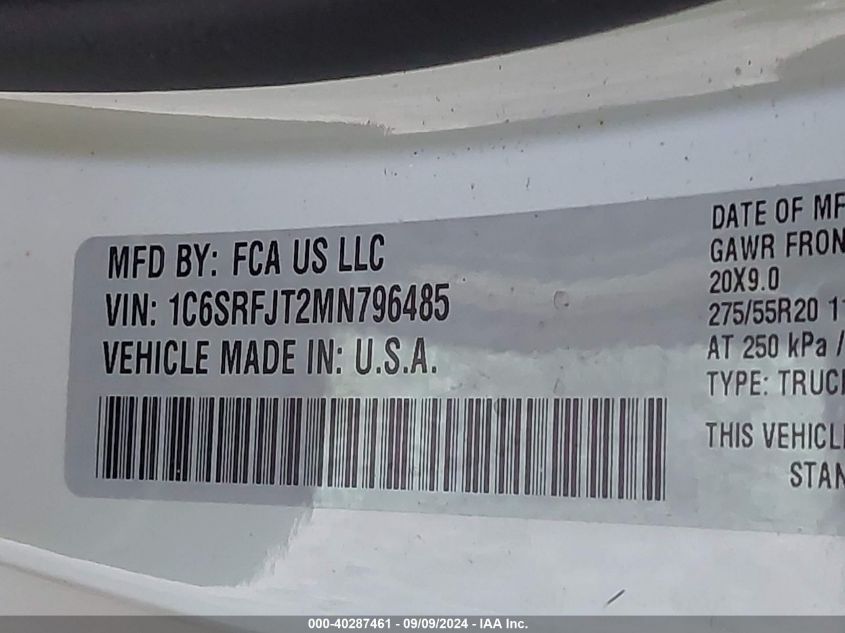 MFD BY: FCA US LLC
VIN: 1C6SRFJT2MN796485
VEHICLE MADE IN: U.S.A.
DATE OF MF
GAWR FRON
20X9.0
275/55R20 1
AT 250 kPa /
TYPE: TRUC
THIS VEHICL
STAN
000-40287461 - 09/09/2024 - IAA Inc.